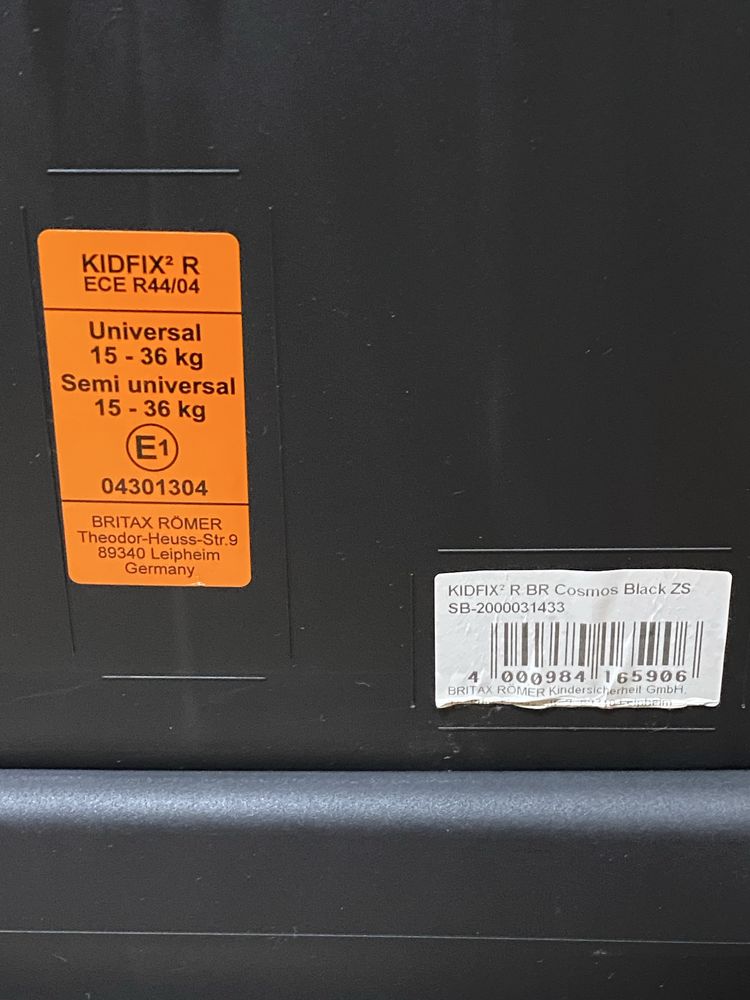 KIDFIX² R
ECE R44/04
Universal
15 - 36 kg
Semi universal
15 - 36 kg
E1
04301304
BRITAX RÖMER
Theodor-Heuss-Str.9
89340 Leipheim
Germany
KIDFIX² R BR Cosmos Black ZS
SB-2000031433
4 000984 165906
BRITAX RÖMER Kindersicherheit GmbH
Leipheim